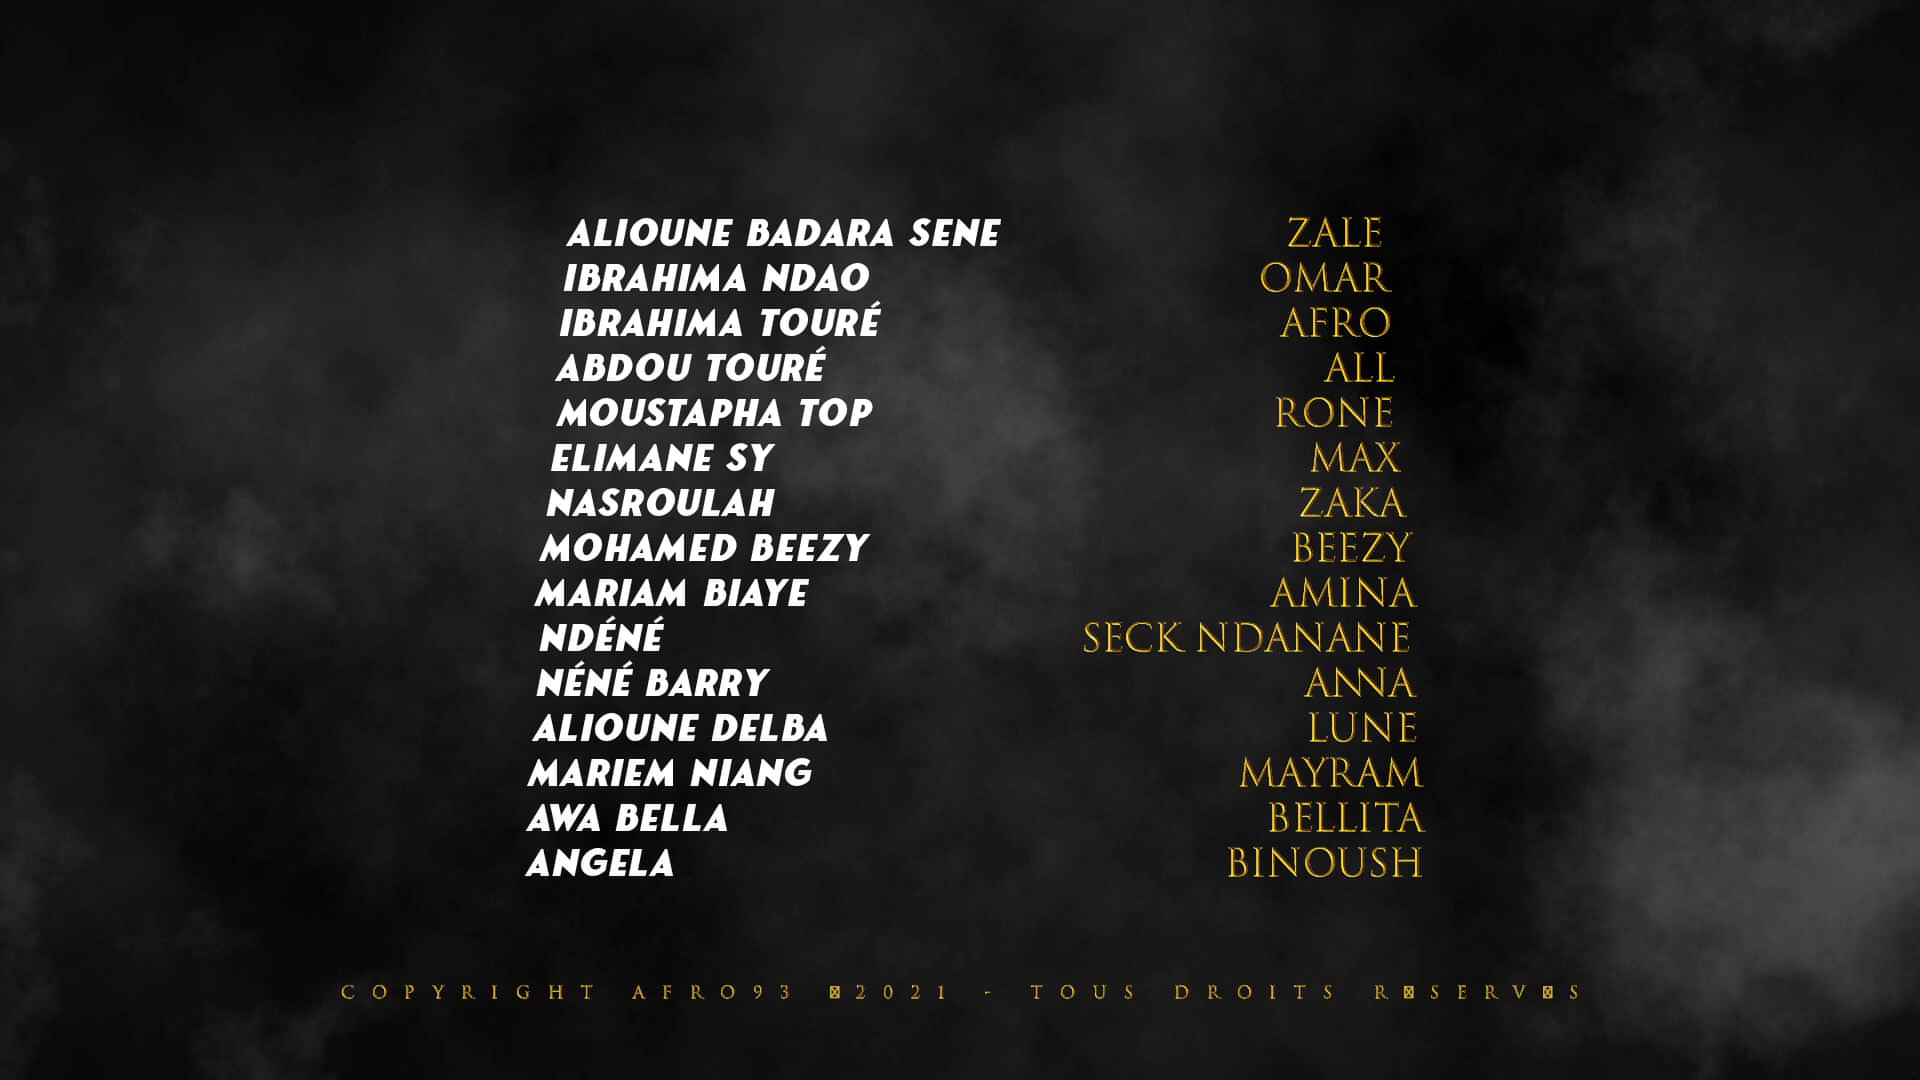 ALIOUNE BADARA SENE ZALE
IBRAHIMA NDAO OMAR
IBRAHIMA TOURÉ AFRO
ABDOU TOURÉ ALL
MOUSTAPHA TOP RONE
ELIMANE SY MAX
NASROULAH ZAKA
MOHAMED BEEZY BEEZY
MARIAM BIAYE AMINA
NDÉNÉ SECK NDANANE
NÉNÉ BARRY ANNA
ALIOUNE DELBA LUNE
MARIEM NIANG MAYRAM
AWA BELLA BELLITA
ANGELA BINOUSH
COPYRIGHT AFRO93 ☒2021 - TOUS DROITS R☒SERV☒S